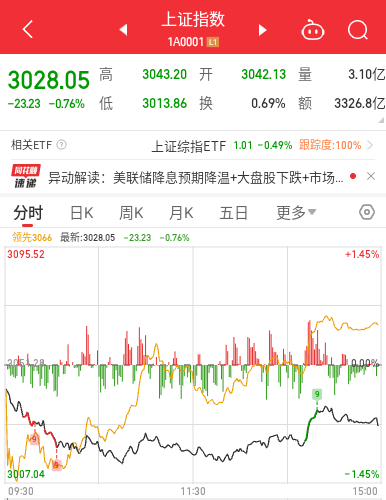 上证指数
1A0001 L1
3028.05 高 3043.20 开 3042.13 量 3.10亿
-23.23 -0.76% 低 3013.86 换 0.69% 额 3326.8亿
相关ETF ? 上证综指ETF 1.01 -0.49% 跟踪度:100%
同花顺 速递 异动解读：美联储降息预期降温+大盘股下跌+市场...
分时 日K 周K 月K 五日 更多
领先3066 最新:3028.05 -23.23 -0.76%
3095.52 +1.45%
3051.28 0.00%
9
9
9
3007.04 -1.45%
09:30 11:30 15:00